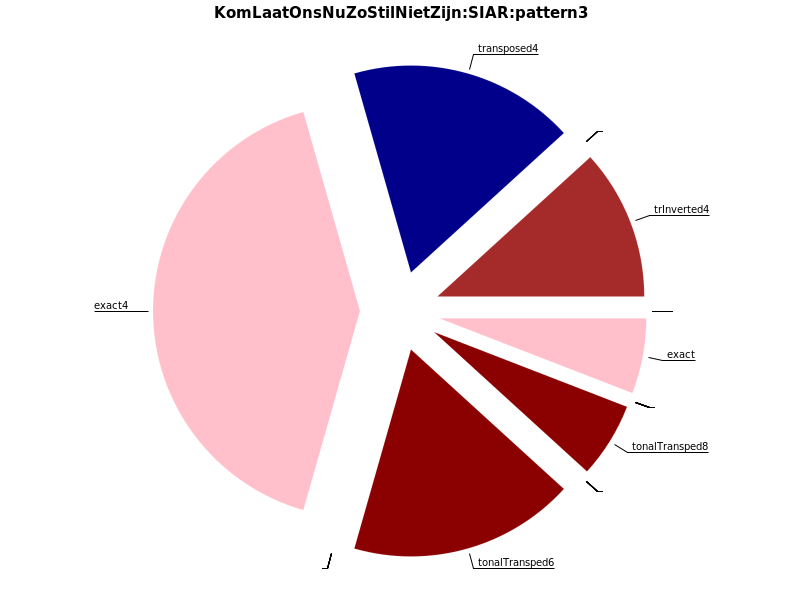 KomLaatOnsNuZoStilNietZijn:SIAR:pattern3
transposed4
trInverted4
exact4
exact
tonalTransped8
tonalTransped6